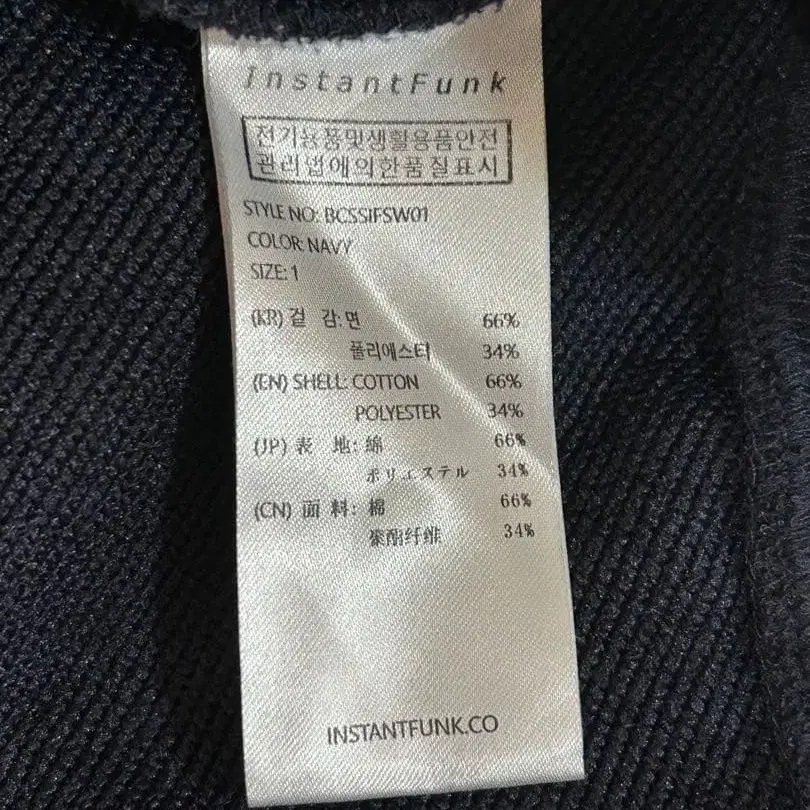 InstantFunk
전기용품및생활용품안전
관리법에의한품질표시
STYLE NO: BCSSIFSW01
COLOR: NAVY
SIZE: 1
(KR) 겉 감: 면 66%
폴리에스터 34%
(EN) SHELL: COTTON 66%
POLYESTER 34%
(JP) 表 地: 綿 66%
ポリエステル 34%
(CN) 面 料: 棉 66%
聚酯纤维 34%
INSTANTFUNK.CO